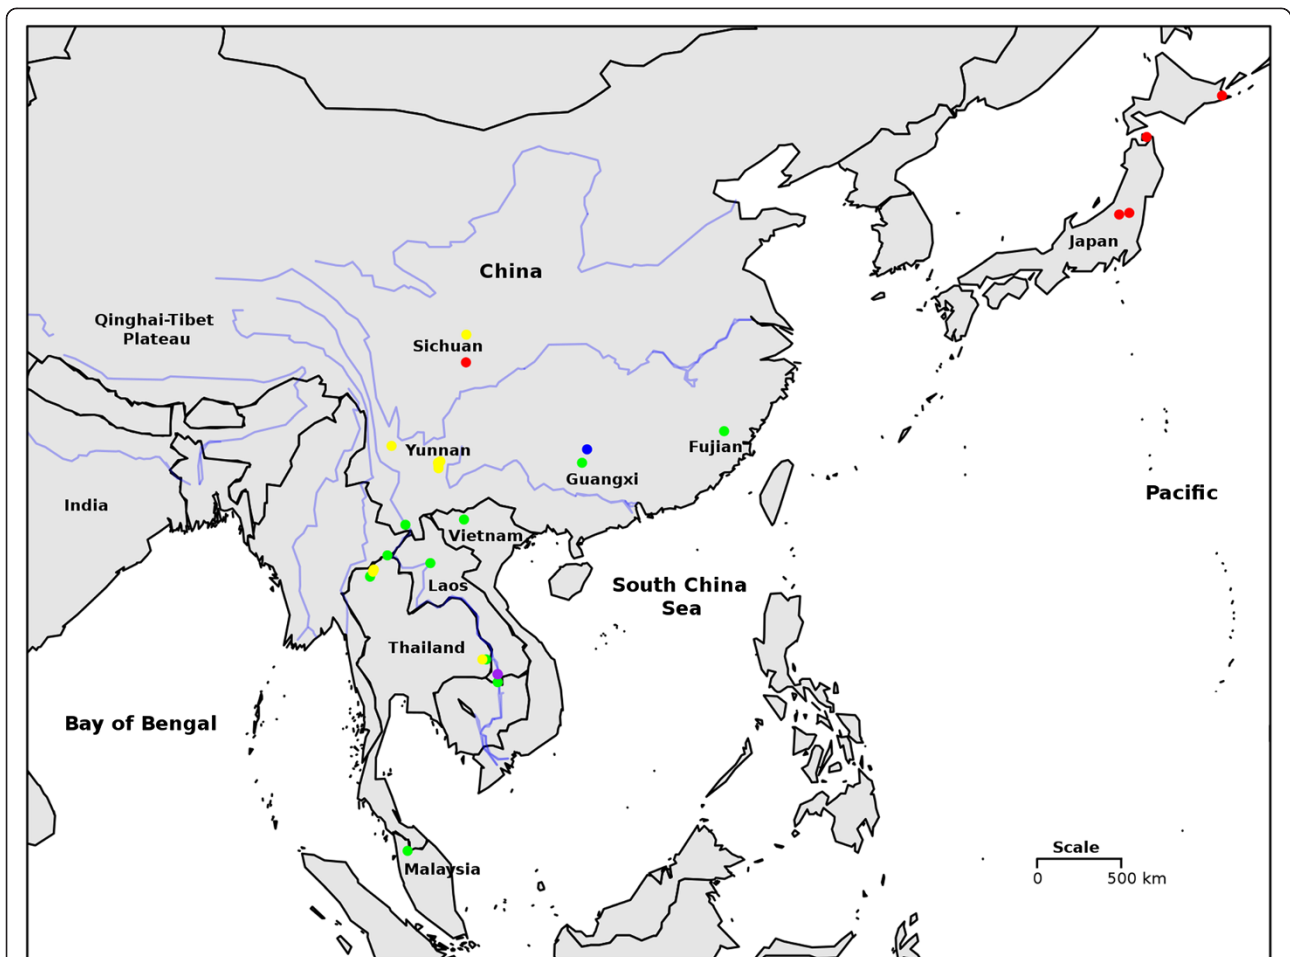 Japan
China
Qinghai-Tibet
Plateau
Sichuan
Yunnan
Fujian
Guangxi
Pacific
India
Vietnam
Laos
South China
Sea
Thailand
Bay of Bengal
Scale
0 500 km
Malaysia